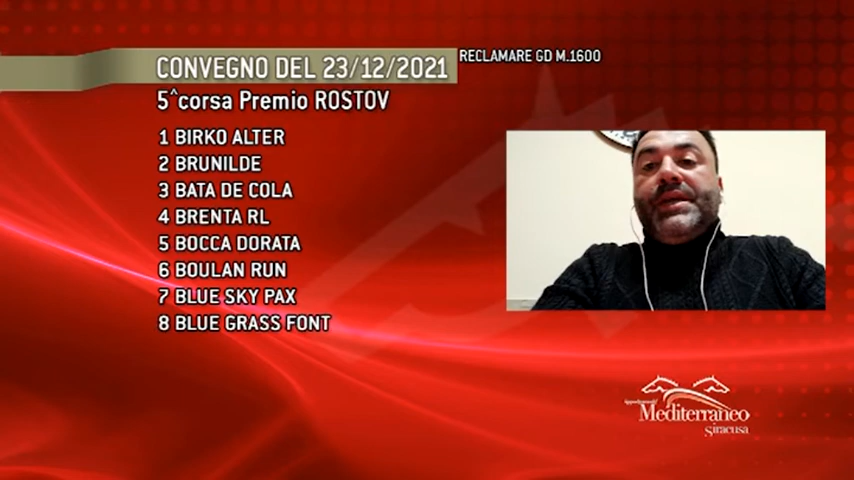 CONVEGNO DEL 23/12/2021
RECLAMARE GD M.1600
5^corsa Premio ROSTOV
1 BIRKO ALTER
2 BRUNILDE
3 BATA DE COLA
4 BRENTA RL
5 BOCCA DORATA
6 BOULAN RUN
7 BLUE SKY PAX
8 BLUE GRASS FONT
Mediterraneo
Siracusa